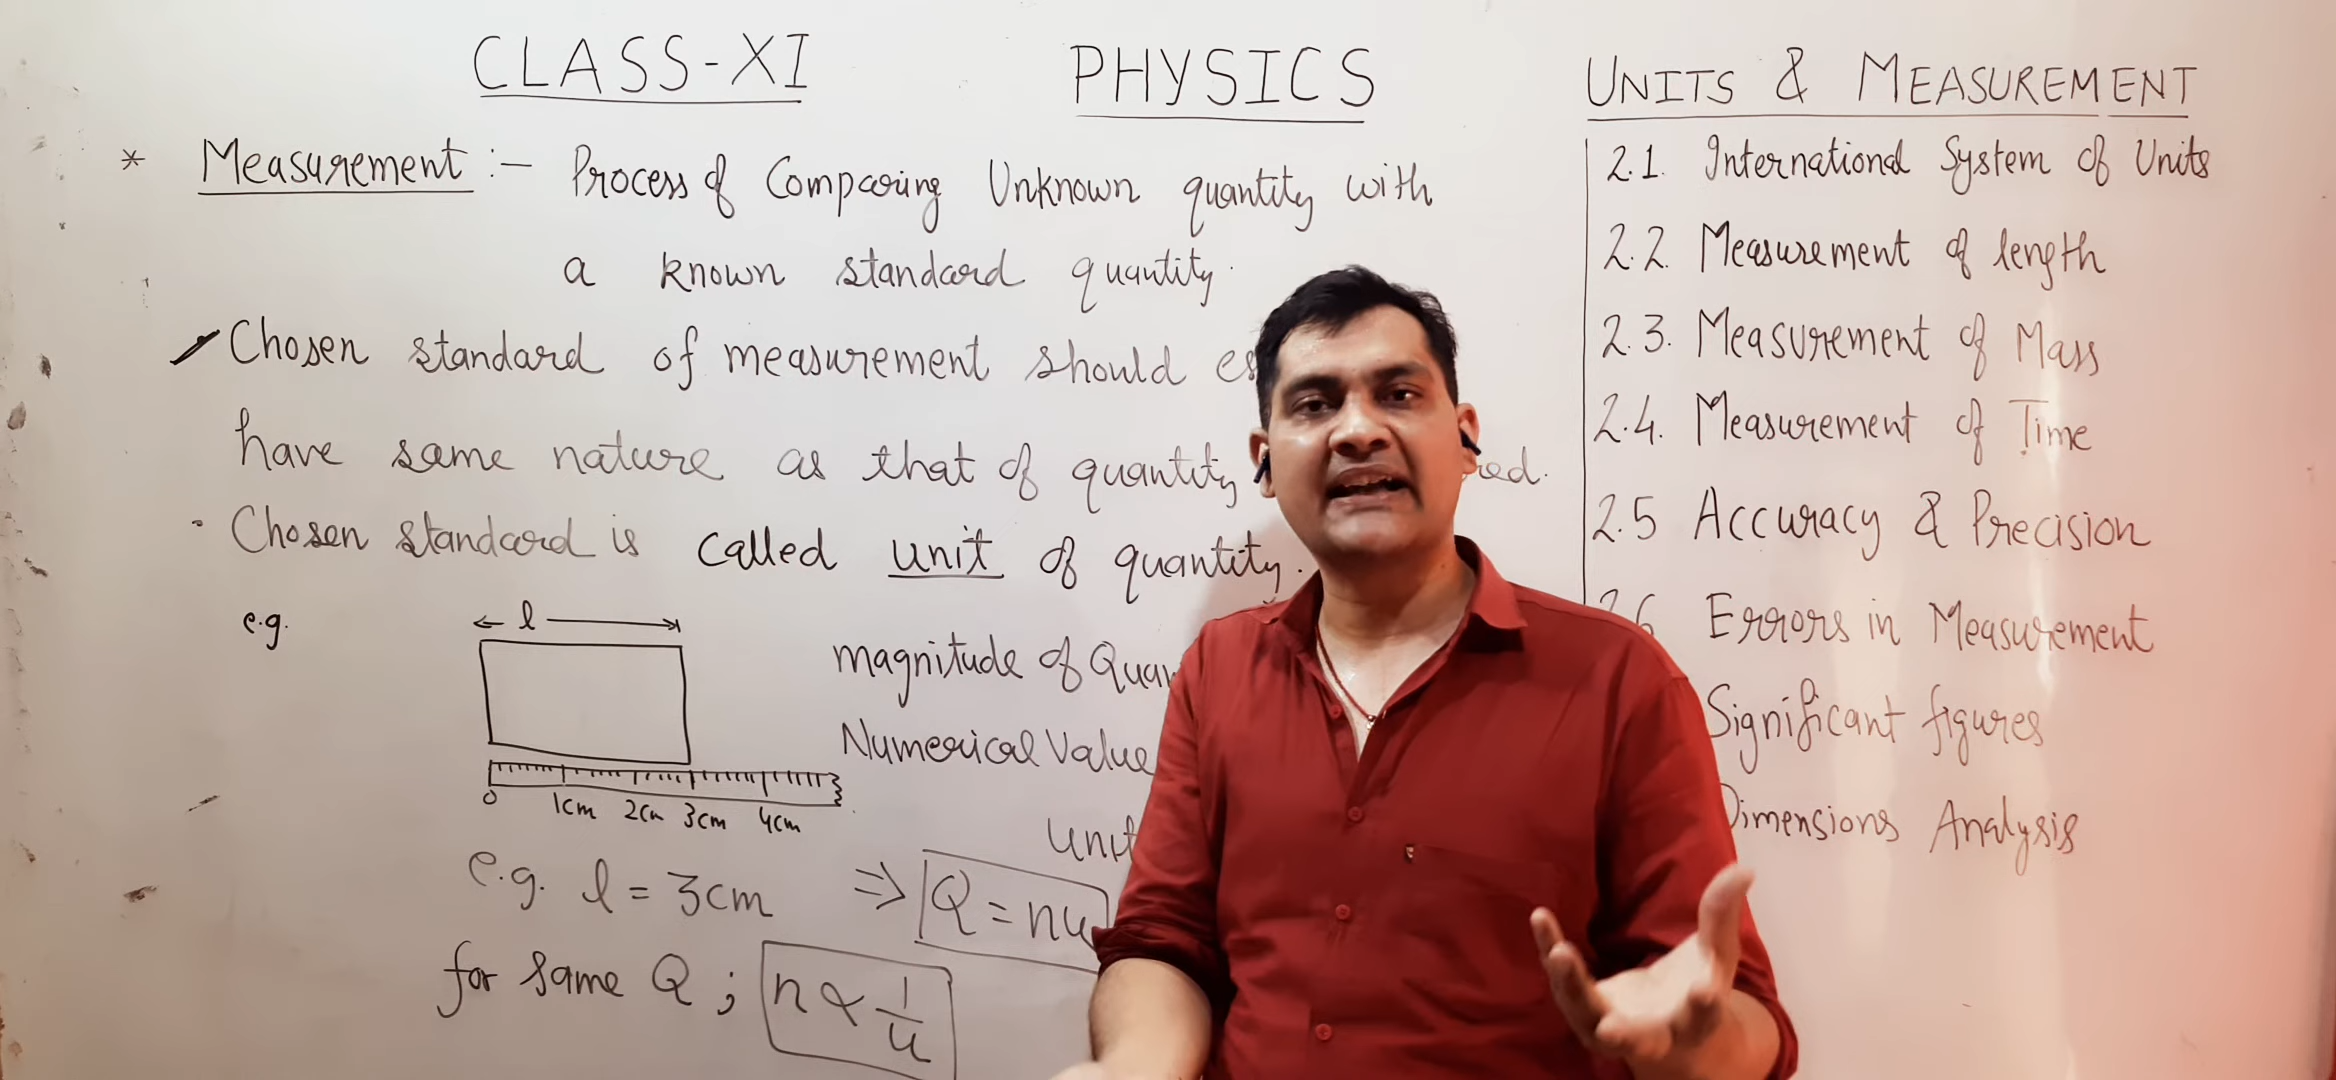 CLASS-XI
PHYSICS
UNITS & MEASUREMENT
* Measurement :- Process of Comparing Unknown quantity with
a known standard quantity.
Chosen standard of measurement should
have same nature as that of quantity
· Chosen standard is called unit of quantity.
e.g.
← l →
magnitude of
Numerical Value
unit
0 1cm 2cm 3cm 4cm
e.g. l = 3cm ⇒ Q = nu
for same Q ; n ∝ 1/u
2.1. International System of Units
2.2. Measurement of length
2.3. Measurement of Mass
2.4. Measurement of Time
2.5 Accuracy & Precision
Errors in Measurement
Significant figures
Dimensions Analysis